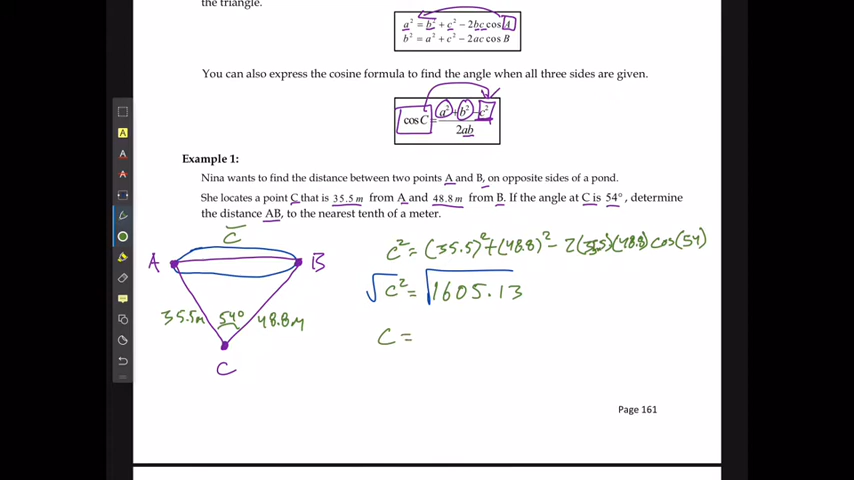 the triangle.
a² = b² + c² − 2bc cos A
b² = a² + c² − 2ac cos B
You can also express the cosine formula to find the angle when all three sides are given.
cos C = a² + b² − c² / 2ab
Example 1:
Nina wants to find the distance between two points A and B, on opposite sides of a pond.
She locates a point C that is 35.5 m from A and 48.8 m from B. If the angle at C is 54°, determine
the distance AB, to the nearest tenth of a meter.
c
A B
35.5m 54° 48.8m
C
c² = (35.5)² + (48.8)² − 2(35.5)(48.8) cos(54)
√c² = √1605.13
c =
Page 161